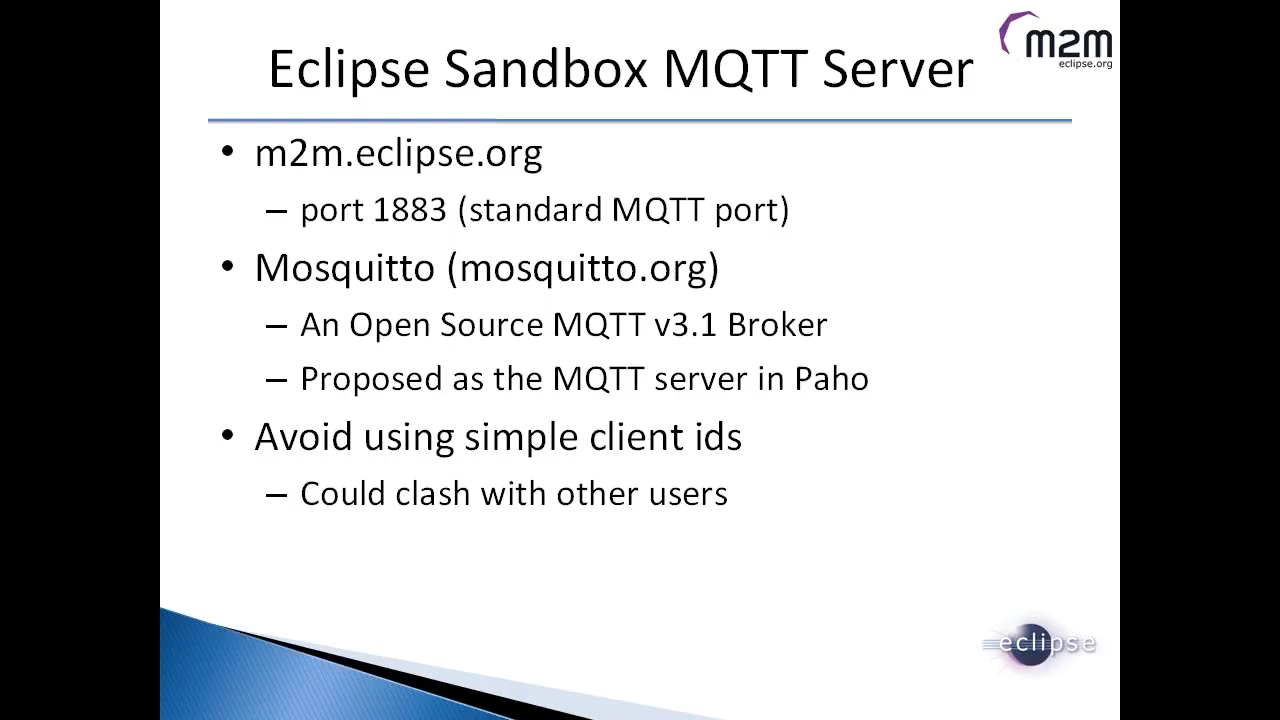 m2m
eclipse.org
Eclipse Sandbox MQTT Server
• m2m.eclipse.org
– port 1883 (standard MQTT port)
• Mosquitto (mosquitto.org)
– An Open Source MQTT v3.1 Broker
– Proposed as the MQTT server in Paho
• Avoid using simple client ids
– Could clash with other users
eclipse